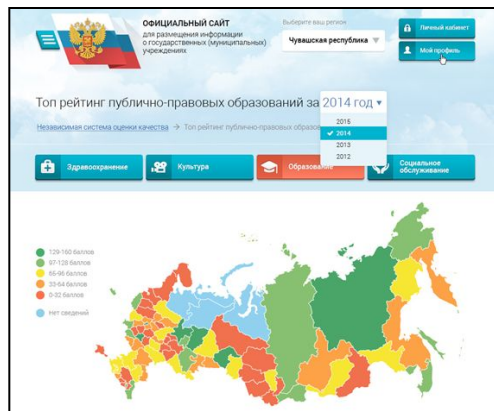 ОФИЦИАЛЬНЫЙ САЙТ
для размещения информации
о государственных (муниципальных)
учреждениях
Выберите ваш регион
Чувашская республика
Личный кабинет
Мой профиль
Топ рейтинг публично-правовых образований за 2014 год
Независимая система оценки качества → Топ рейтинг публично-правовых образов
2015
2014
2013
2012
Здравоохранение
Культура
Образование
Социальное
обслуживание
129-160 баллов
97-128 баллов
65-96 баллов
33-64 баллов
0-32 баллов
Нет сведений